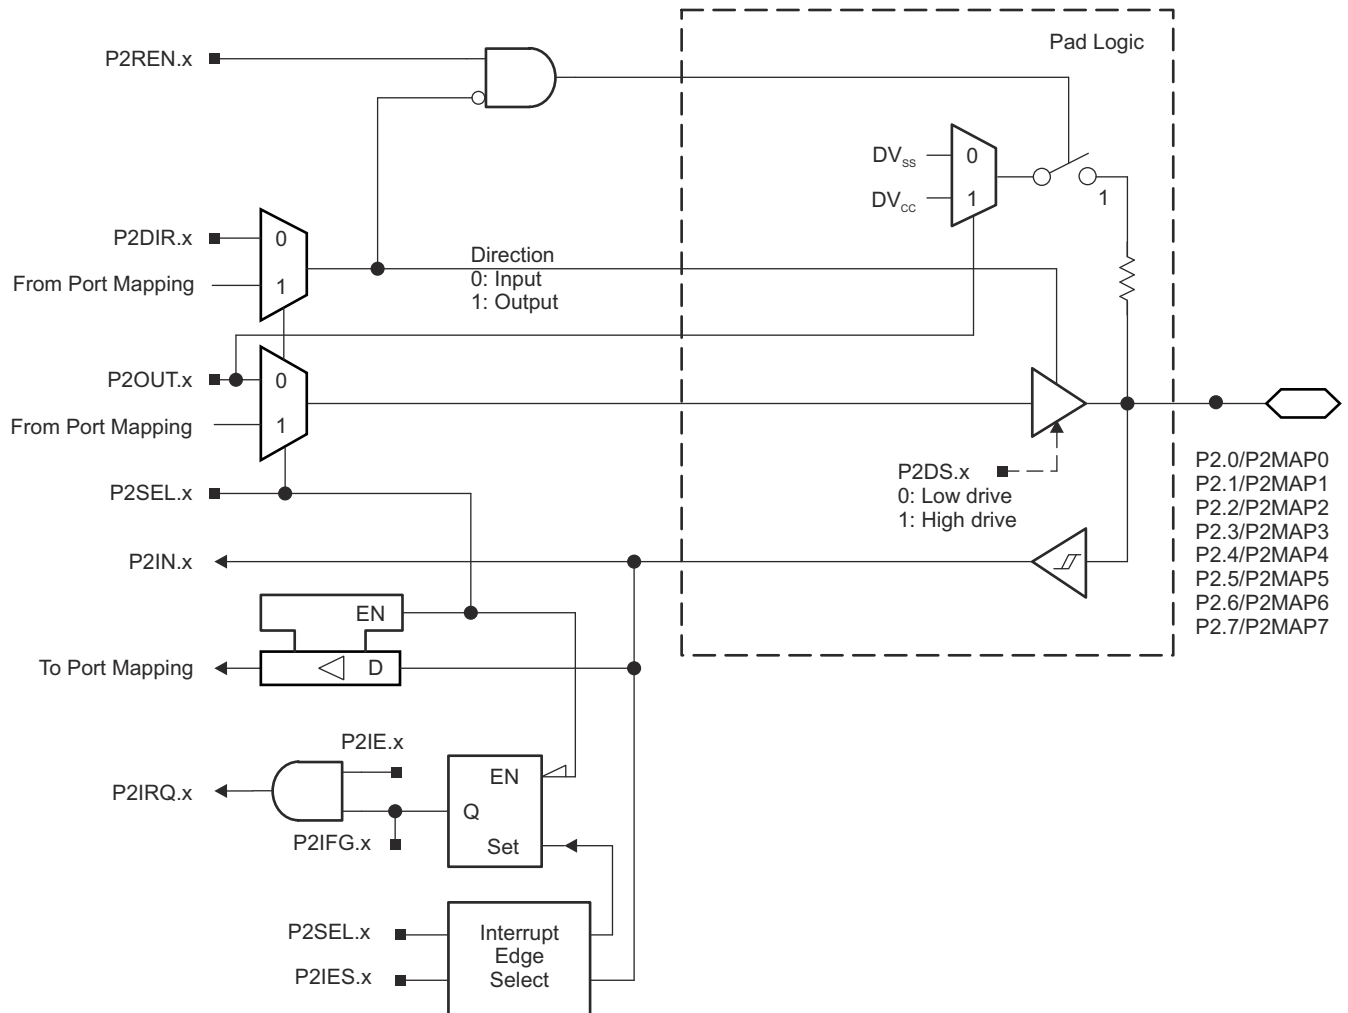 Pad Logic
P2REN.x
DVSS
0
DVCC
1
1
P2DIR.x
0
From Port Mapping
1
Direction
0: Input
1: Output
P2OUT.x
0
From Port Mapping
1
P2SEL.x
P2DS.x
0: Low drive
1: High drive
P2.0/P2MAP0
P2.1/P2MAP1
P2.2/P2MAP2
P2.3/P2MAP3
P2.4/P2MAP4
P2.5/P2MAP5
P2.6/P2MAP6
P2.7/P2MAP7
P2IN.x
EN
To Port Mapping
D
P2IE.x
P2IRQ.x
EN
Q
P2IFG.x
Set
P2SEL.x
P2IES.x
Interrupt
Edge
Select